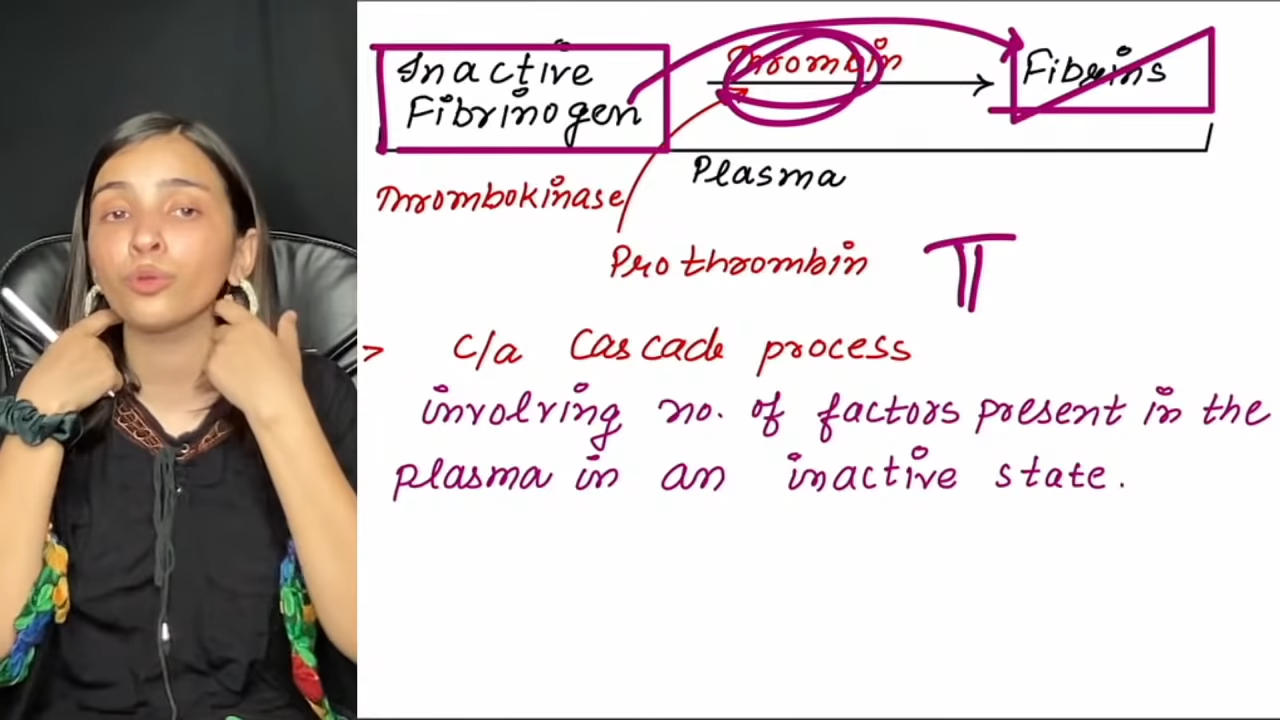 Inactive Thrombin Fibrins
Fibrinogen
Thrombokinase Plasma
Prothrombin
> c/a Cascade process
involving no. of factors present in the
plasma in an inactive state.